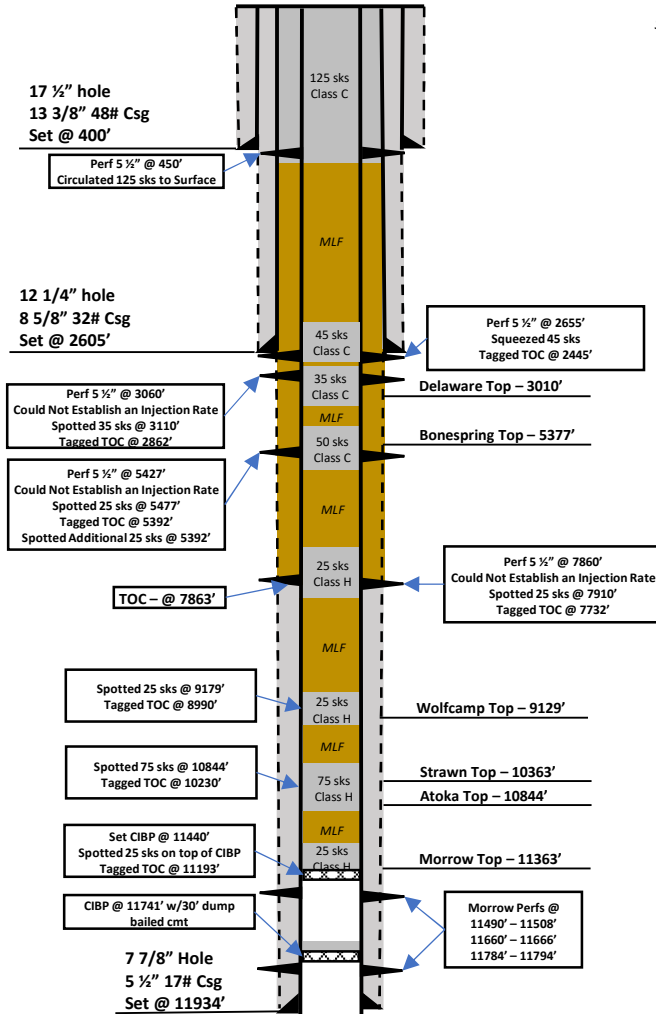 125 sks
Class C
17 ½” hole
13 3/8” 48# Csg
Set @ 400’
Perf 5 ½” @ 450’
Circulated 125 sks to Surface
MLF
12 1/4” hole
8 5/8” 32# Csg
Set @ 2605’
45 sks
Class C
Perf 5 ½” @ 2655’
Squeezed 45 sks
Tagged TOC @ 2445’
Perf 5 ½” @ 3060’
Could Not Establish an Injection Rate
Spotted 35 sks @ 3110’
Tagged TOC @ 2862’
35 sks
Class C
Delaware Top – 3010’
MLF
50 sks
Class C
Bonespring Top – 5377’
Perf 5 ½” @ 5427’
Could Not Establish an Injection Rate
Spotted 25 sks @ 5477’
Tagged TOC @ 5392’
Spotted Additional 25 sks @ 5392’
MLF
25 sks
Class H
Perf 5 ½” @ 7860’
Could Not Establish an Injection Rate
Spotted 25 sks @ 7910’
Tagged TOC @ 7732’
TOC – @ 7863’
MLF
Spotted 25 sks @ 9179’
Tagged TOC @ 8990’
25 sks
Class H
Wolfcamp Top – 9129’
MLF
Spotted 75 sks @ 10844’
Tagged TOC @ 10230’
75 sks
Class H
Strawn Top – 10363’
Atoka Top – 10844’
MLF
Set CIBP @ 11440’
Spotted 25 sks on top of CIBP
Tagged TOC @ 11193’
25 sks
Class H
Morrow Top – 11363’
CIBP @ 11741’ w/30’ dump
bailed cmt
Morrow Perfs @
11490’ – 11508’
11660’ – 11666’
11784’ – 11794’
7 7/8” Hole
5 ½” 17# Csg
Set @ 11934’